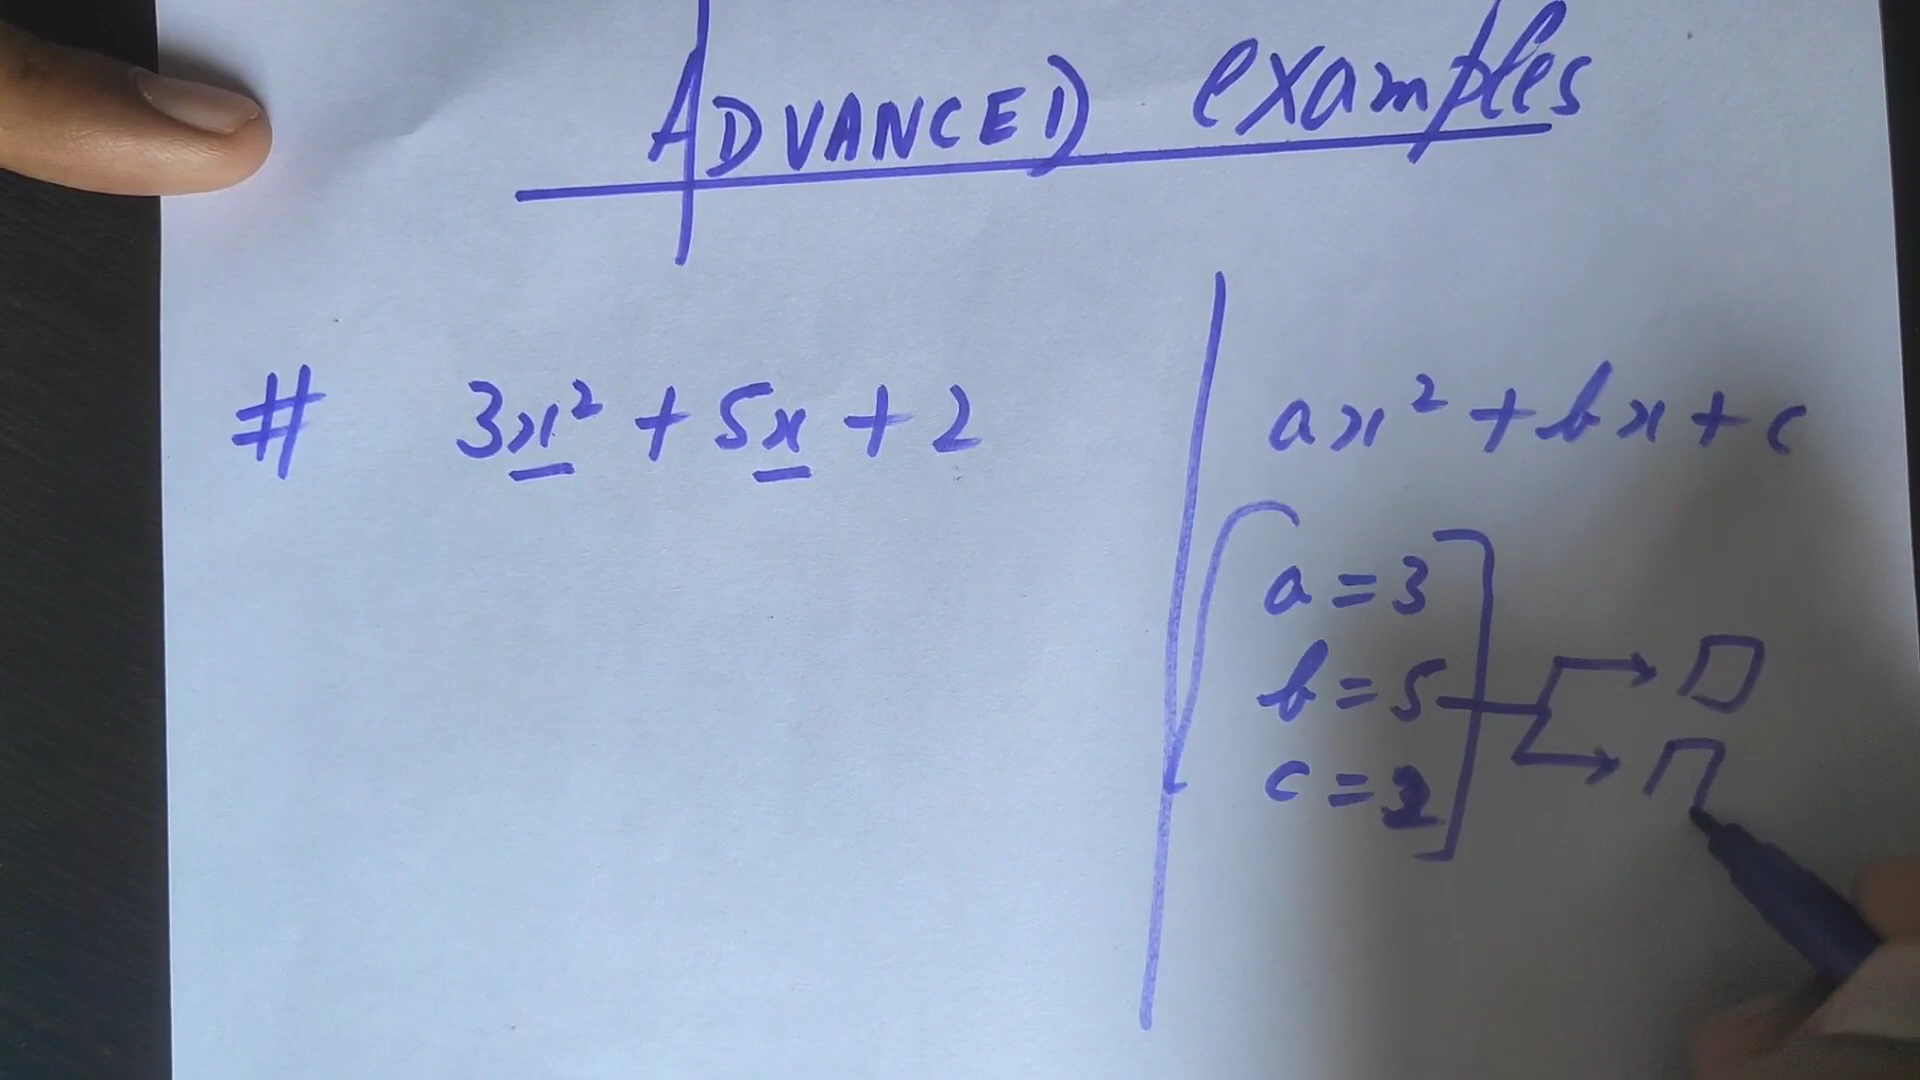 ADVANCED examples
# 3x² + 5x + 2
ax² + bx + c
a = 3
b = 5
c = 2